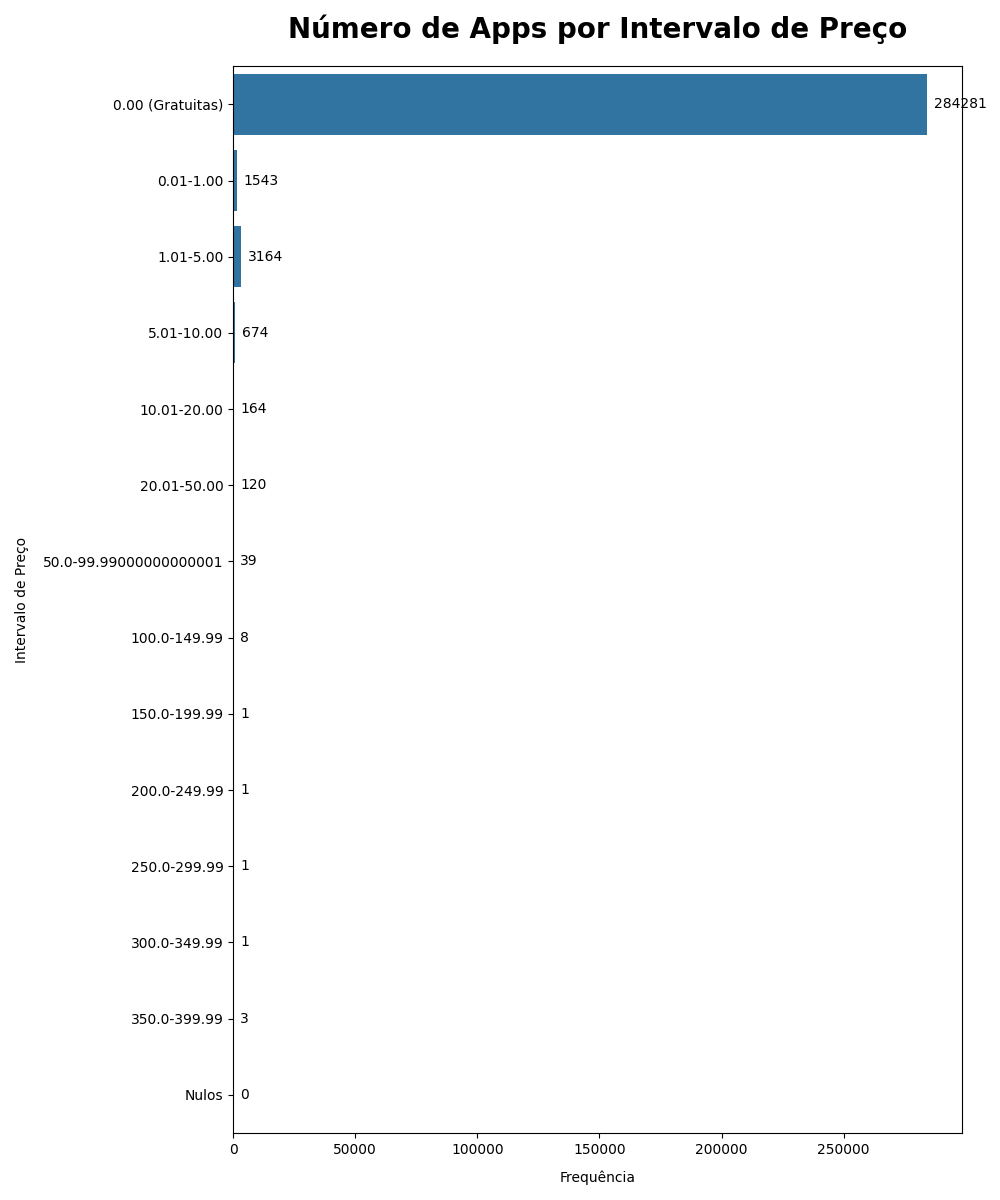 Número de Apps por Intervalo de Preço
0.00 (Gratuitas) 284281
0.01-1.00 1543
1.01-5.00 3164
5.01-10.00 674
10.01-20.00 164
20.01-50.00 120
50.0-99.99000000000001 39
100.0-149.99 8
150.0-199.99 1
200.0-249.99 1
250.0-299.99 1
300.0-349.99 1
350.0-399.99 3
Nulos 0
Intervalo de Preço
0 50000 100000 150000 200000 250000
Frequência